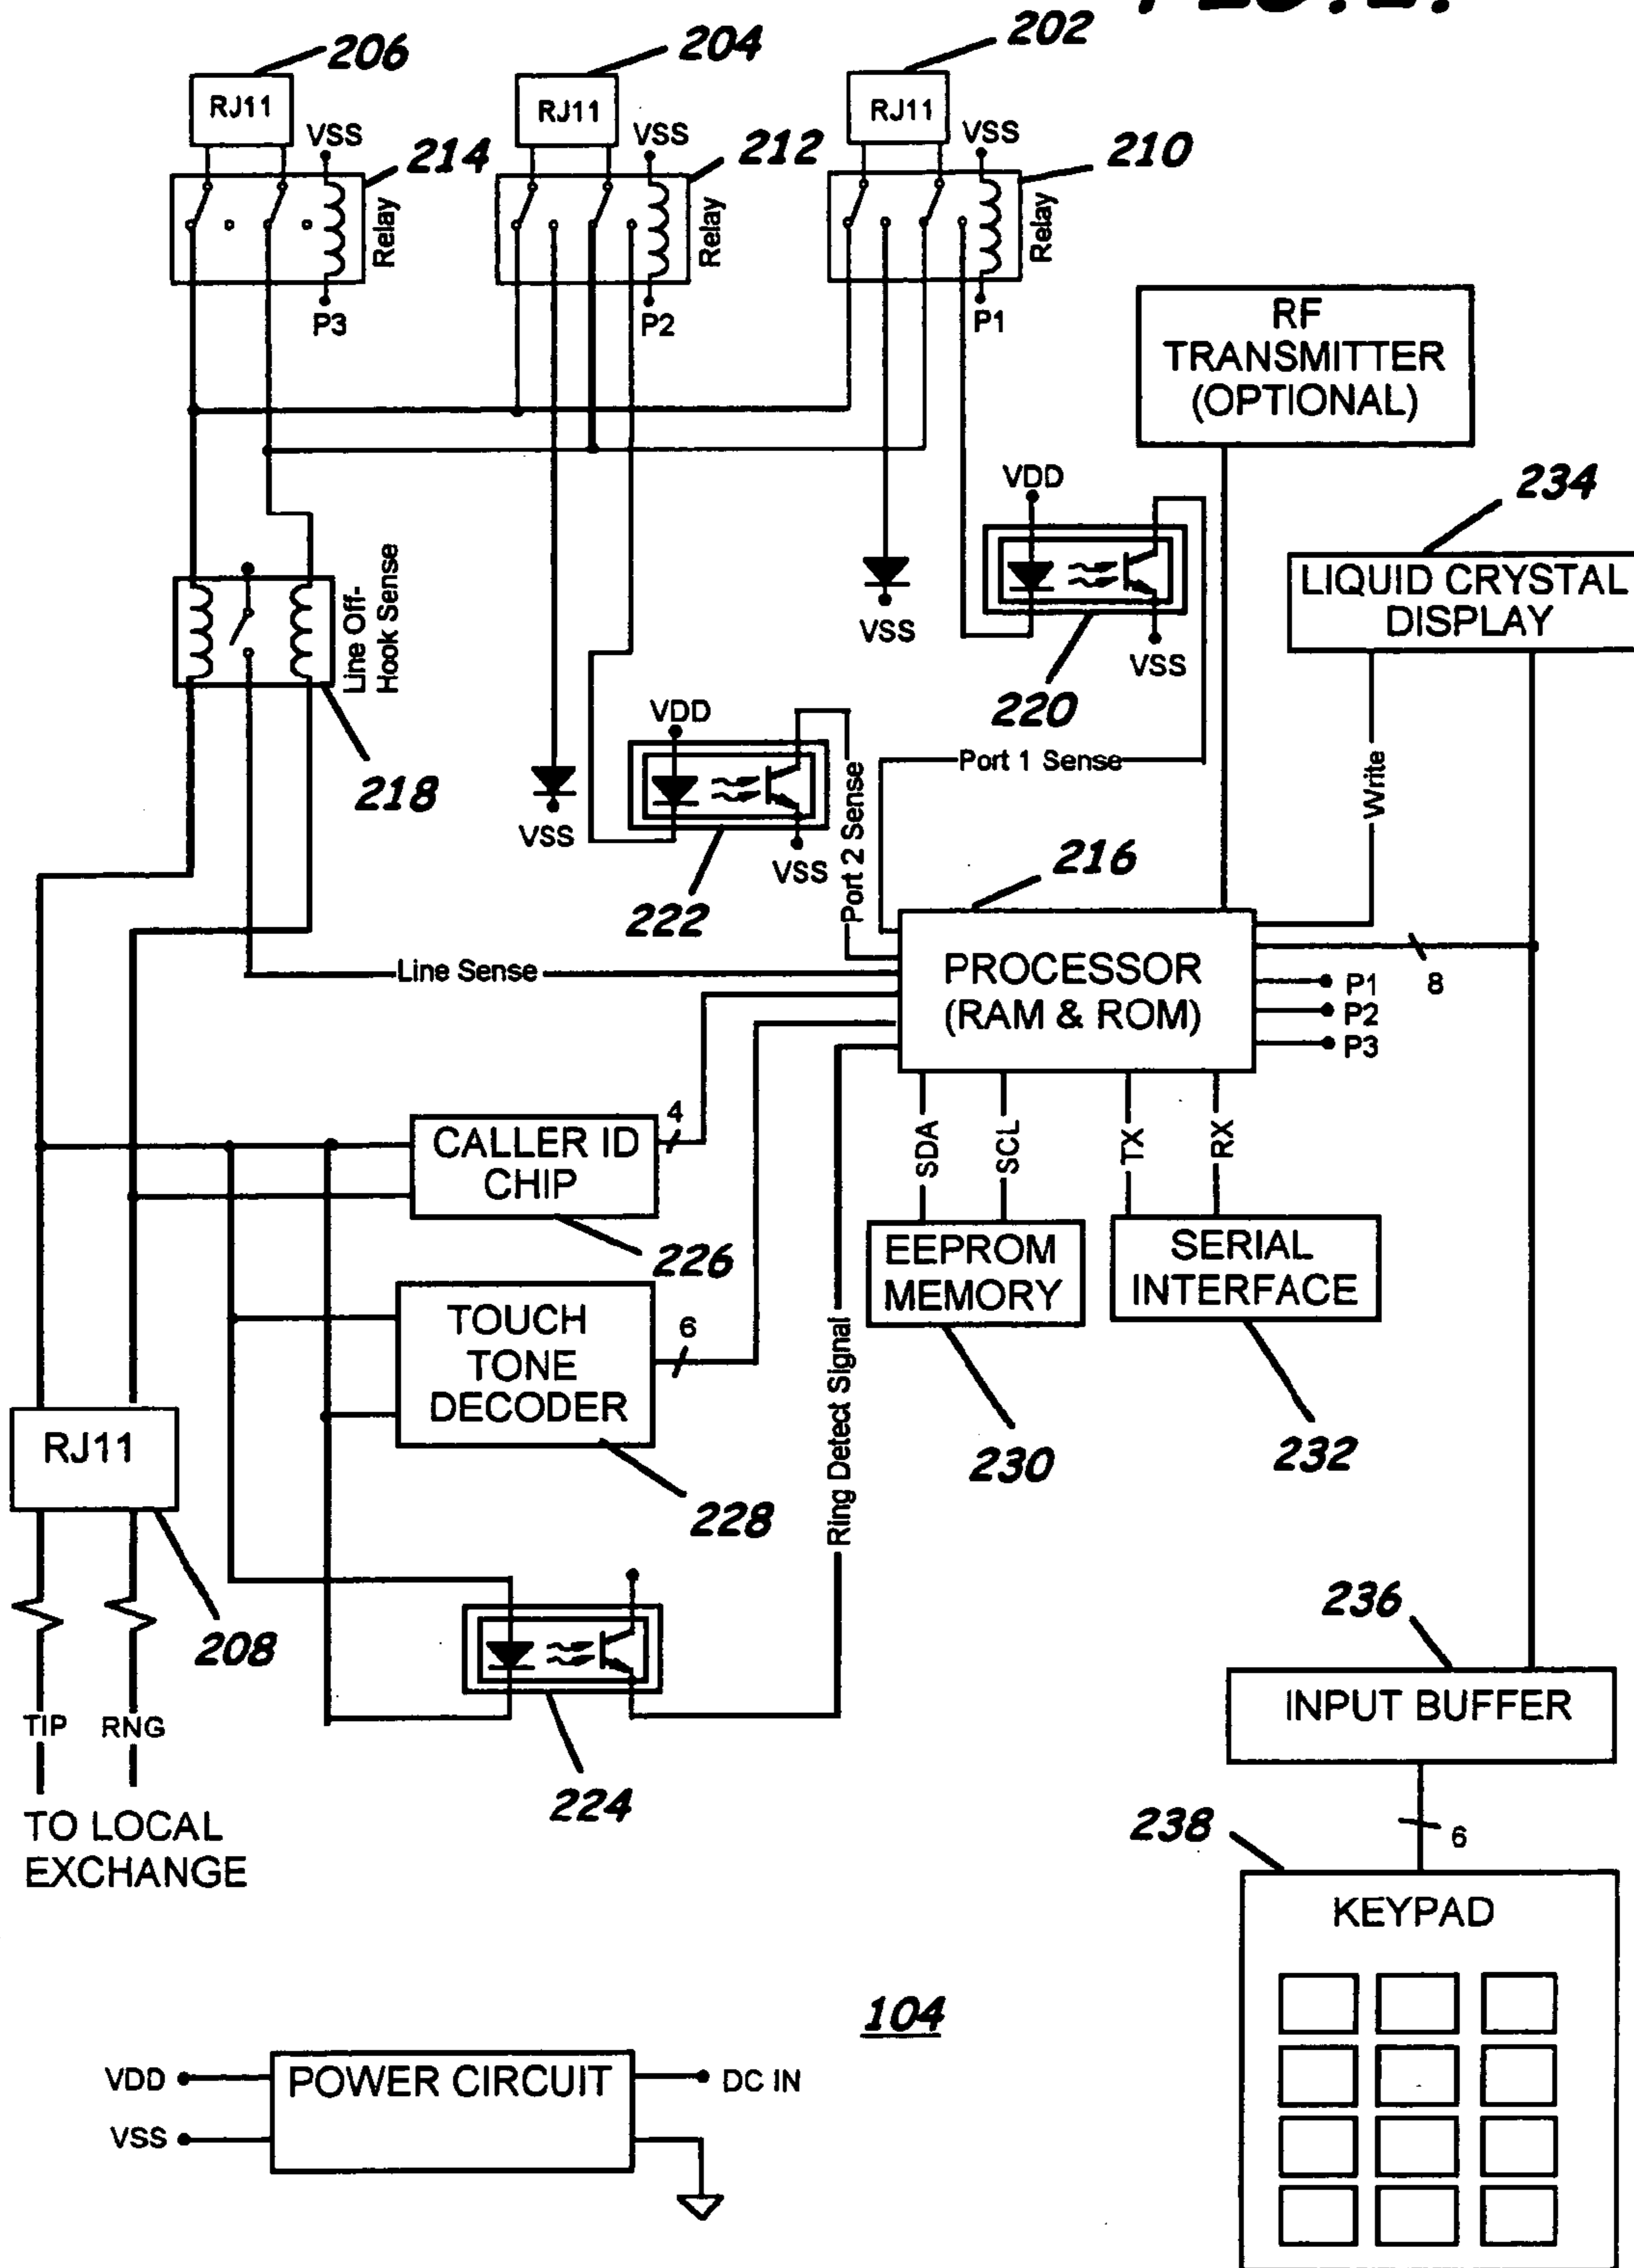 206
204
202
RJ11
RJ11
RJ11
VSS
VSS
VSS
214
212
210
Relay
Relay
Relay
P3
P2
P1
RF
TRANSMITTER
(OPTIONAL)
VDD
234
LIQUID CRYSTAL
DISPLAY
Line Off-
Hook Sense
VSS
VSS
220
218
VDD
Port 1 Sense
Write
VSS
VSS
Port 2 Sense
222
216
PROCESSOR
(RAM & ROM)
Line Sense
8
P1
P2
P3
CALLER ID
CHIP
4
226
SDA
SCL
TX
RX
EEPROM
MEMORY
SERIAL
INTERFACE
230
232
TOUCH
TONE
DECODER
6
228
Ring Detect Signal
RJ11
208
TIP
RNG
TO LOCAL
EXCHANGE
224
236
INPUT BUFFER
6
238
KEYPAD
104
VDD
VSS
POWER CIRCUIT
DC IN